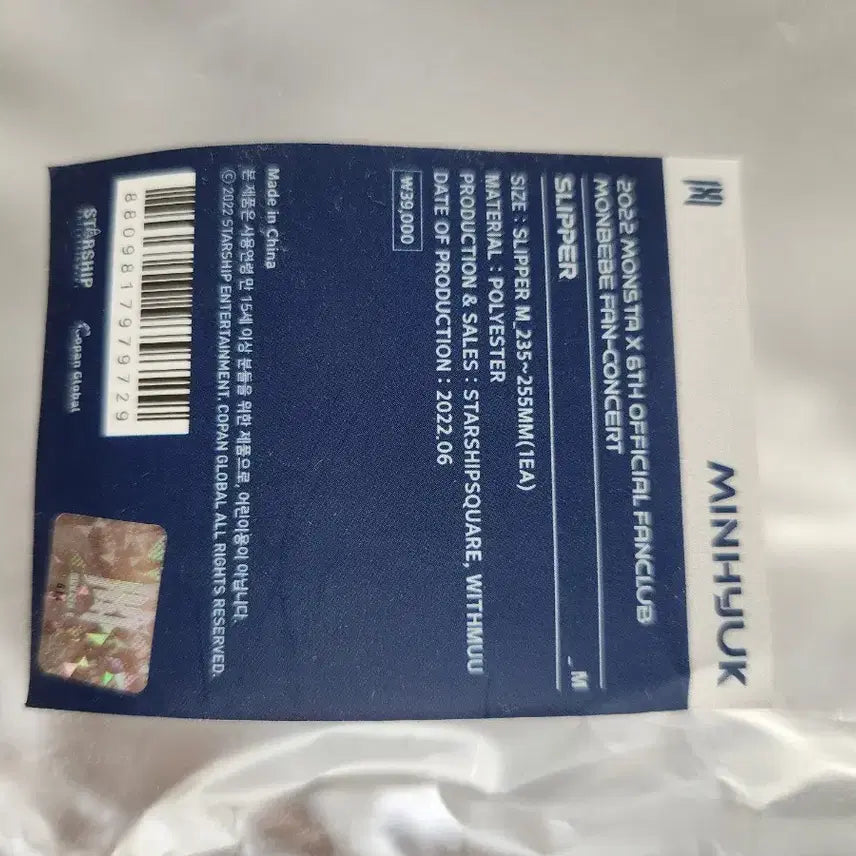 MINHYUK
2022 MONSTA X 6TH OFFICIAL FANCLUB
MONBEBE FAN-CONCERT
SLIPPER _M
SIZE : SLIPPER M_235~255MM(1EA)
MATERIAL : POLYESTER
PRODUCTION & SALES : STARSHIPSQUARE, WITHMUU
DATE OF PRODUCTION : 2022.06
₩39,000
Made in China
본 제품은 사용연령 만 15세 이상 분들을 위한 제품으로, 어린이용이 아닙니다.
ⓒ 2022 STARSHIP ENTERTAINMENT. COPAN GLOBAL ALL RIGHTS RESERVED.
8809817979729
STARSHIP
Copan Global